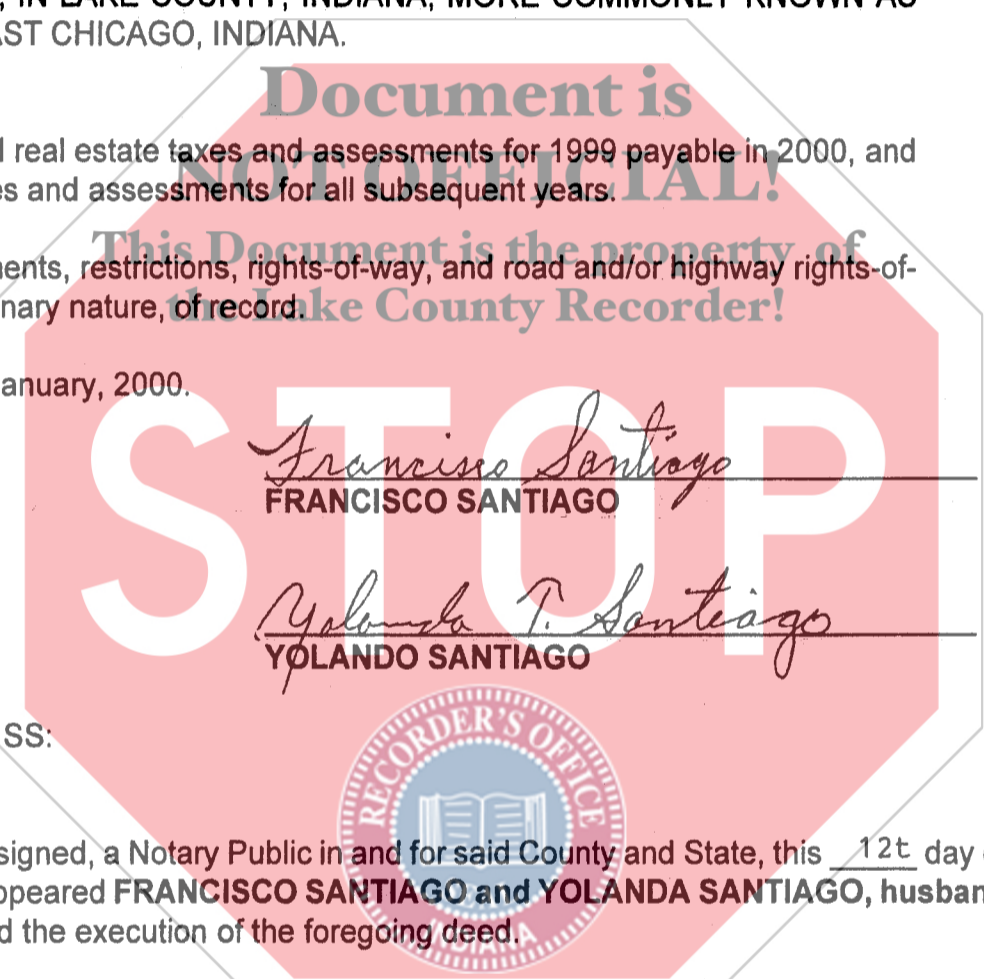 , IN LAKE COUNTY, INDIANA, MORE COMMONLY KNOWN AS
AST CHICAGO, INDIANA.
Document is
l real estate taxes and assessments for 1999 payable in 2000, and
NOT OFFICIAL!
es and assessments for all subsequent years.
This Document is the property of
ents, restrictions, rights-of-way, and road and/or highway rights-of-
the Lake County Recorder!
nary nature, of record.
anuary, 2000.
STOP
Francisco Santiago
FRANCISCO SANTIAGO
Yolanda T. Santiago
YOLANDO SANTIAGO
SS:
RECORDER'S OFFICE
signed, a Notary Public in and for said County and State, this 12t day
ppeared FRANCISCO SANTIAGO and YOLANDA SANTIAGO, husban
d the execution of the foregoing deed.
INDIANA